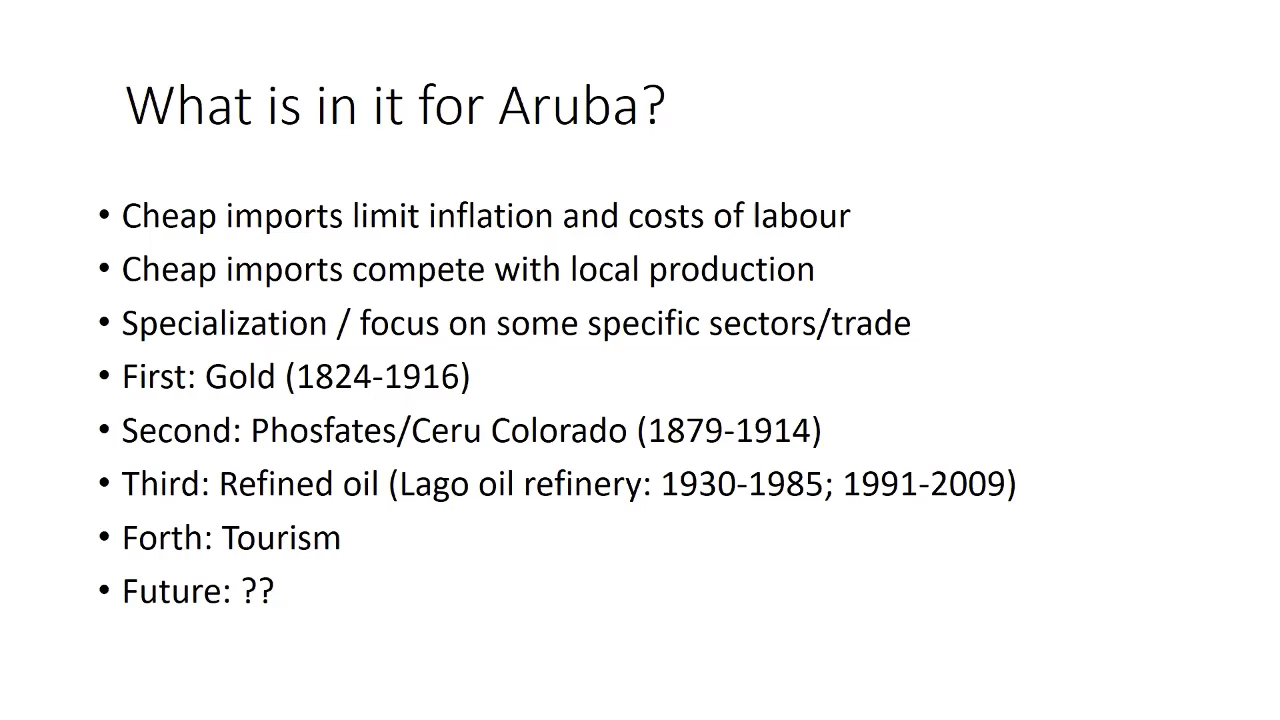 What is in it for Aruba?
• Cheap imports limit inflation and costs of labour
• Cheap imports compete with local production
• Specialization / focus on some specific sectors/trade
• First: Gold (1824-1916)
• Second: Phosfates/Ceru Colorado (1879-1914)
• Third: Refined oil (Lago oil refinery: 1930-1985; 1991-2009)
• Forth: Tourism
• Future: ??